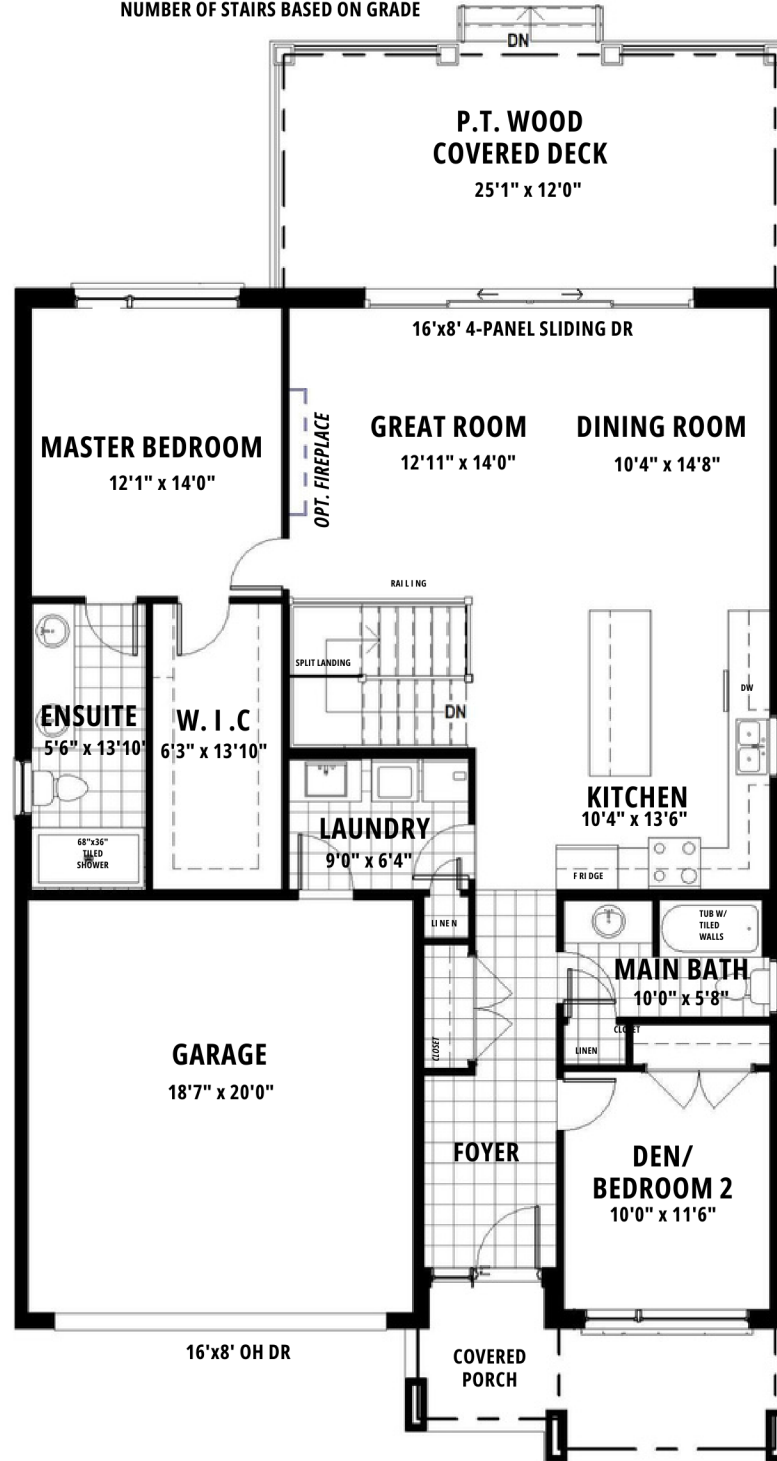 NUMBER OF STAIRS BASED ON GRADE
DN
P.T. WOOD
COVERED DECK
25'1" x 12'0"
16'x8' 4-PANEL SLIDING DR
MASTER BEDROOM
12'1" x 14'0"
OPT. FIREPLACE
GREAT ROOM
12'11" x 14'0"
DINING ROOM
10'4" x 14'8"
RAILING
SPLIT LANDING
DN
DW
ENSUITE
5'6" x 13'10'
W.I.C
6'3" x 13'10"
KITCHEN
10'4" x 13'6"
LAUNDRY
9'0" x 6'4"
68"x36"
TILED
SHOWER
FRIDGE
LINEN
TUB W/
TILED
WALLS
MAIN BATH
10'0" x 5'8"
CLOSET
CLOSET
LINEN
GARAGE
18'7" x 20'0"
FOYER
DEN/
BEDROOM 2
10'0" x 11'6"
16'x8' OH DR
COVERED
PORCH